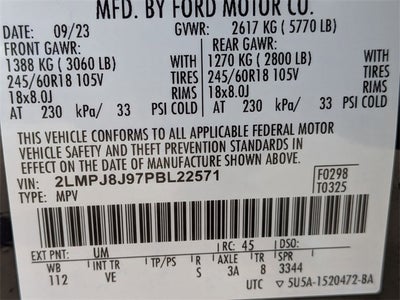 MFD. BY FORD MOTOR CO.
DATE: 09/23 GVWR: 2617 KG ( 5770 LB)
FRONT GAWR: REAR GAWR:
1388 KG ( 3060 LB) WITH 1270 KG ( 2800 LB) WITH
245/60R18 105V TIRES 245/60R18 105V TIRES
18x8.0J RIMS 18x8.0J RIMS
AT 230 kPa/ 33 PSI COLD AT 230 kPa/ 33 PSI COLD
THIS VEHICLE CONFORMS TO ALL APPLICABLE FEDERAL MOTOR
VEHICLE SAFETY AND THEFT PREVENTION STANDARDS IN
EFFECT ON THE DATE OF MANUFACTURE SHOWN ABOVE.
VIN: 2LMPJ8J97PBL22571 F0298
TYPE: MPV T0325
EXT PNT: UM RC: 45 DSO:
WB INT TR TP/PS R AXLE TR SPR
112 VE S 3A 8 3344
UTC 5U5A-1520472-BA